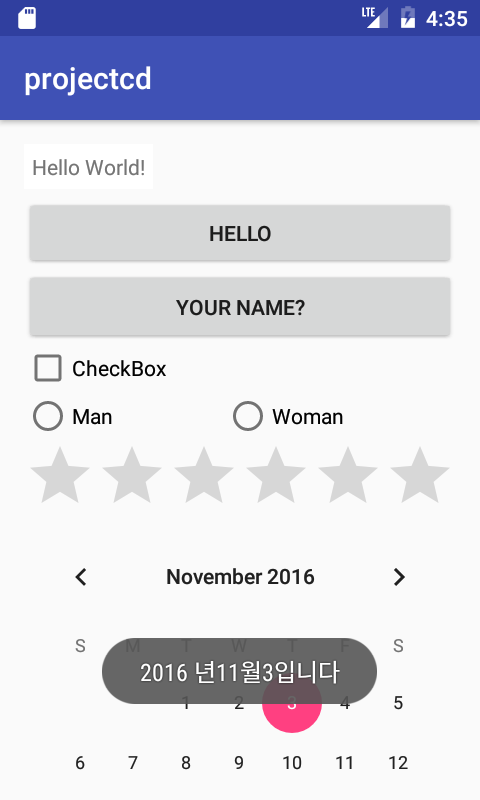 LTE 4:35
projectcd
Hello World!
HELLO
YOUR NAME?
CheckBox
Man Woman
November 2016
S M T W T F S
2016 년11월3입니다
1 2 3 4 5
6 7 8 9 10 11 12